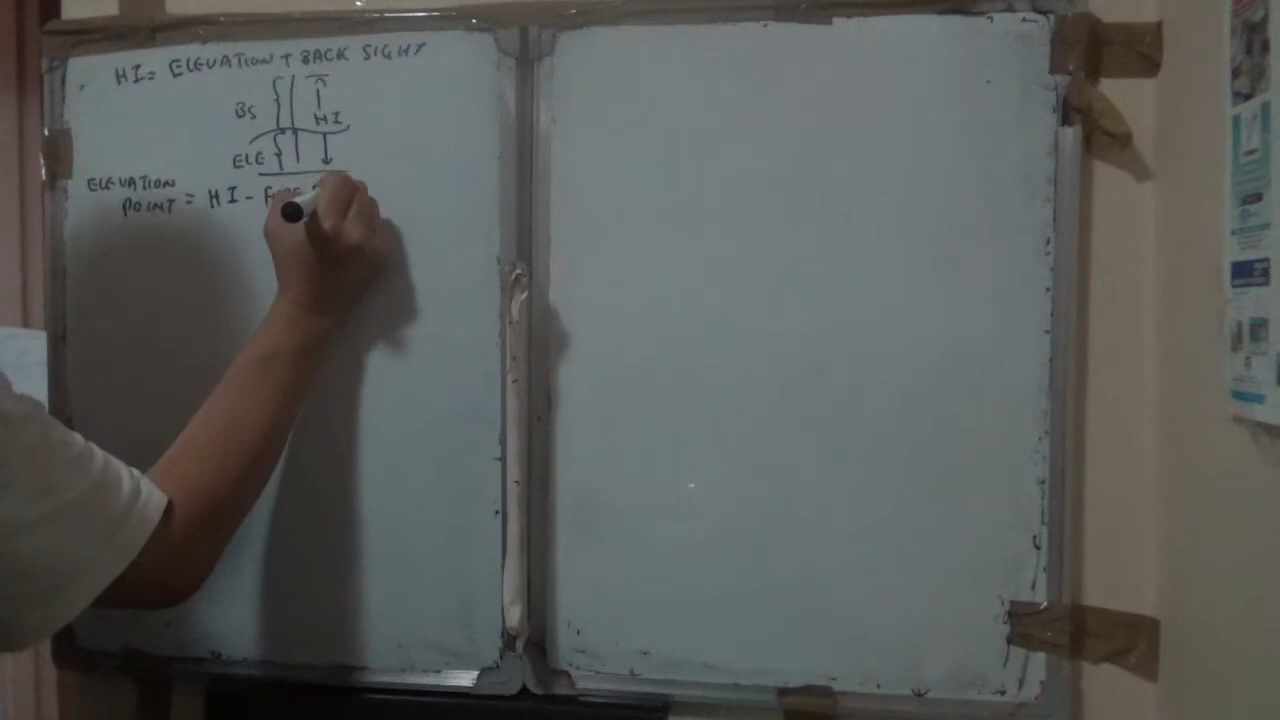 HI = ELEVATION + BACK SIGHT
BS
HI
ELE
ELEVATION
POINT = HI -